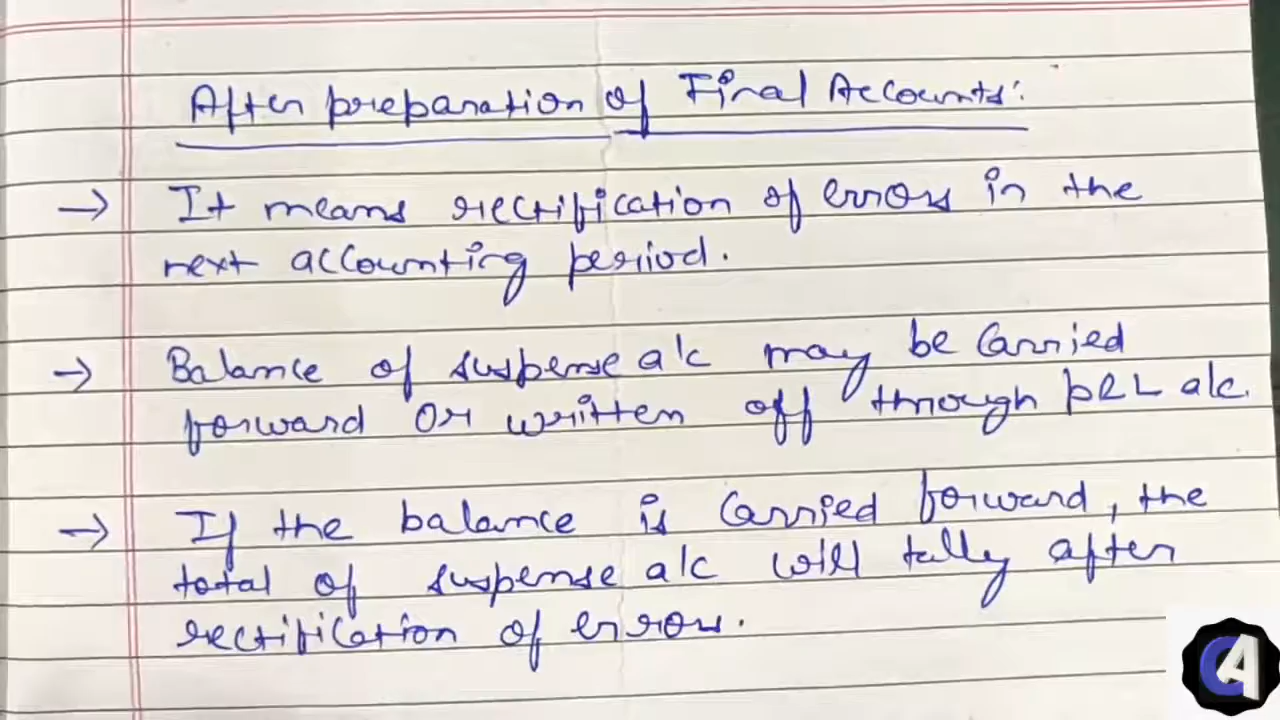 After preparation of Final Accounts:
→ It means rectification of errors in the
next accounting period.
→ Balance of suspense a/c may be carried
forward or written off through P&L a/c.
→ If the balance is carried forward, the
total of suspense a/c will tally after
rectification of errors.
CA